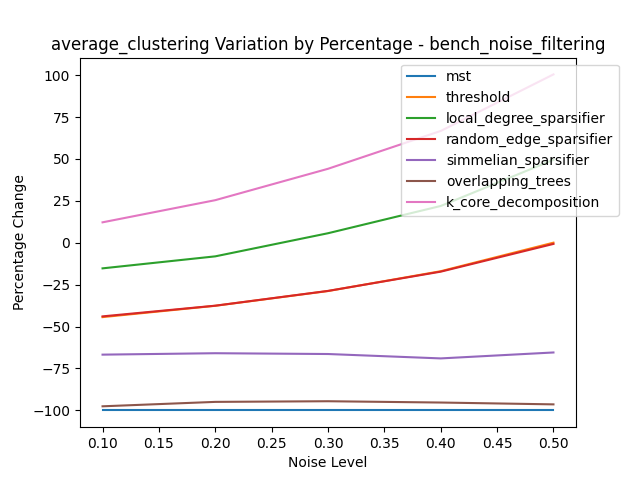 average_clustering Variation by Percentage - bench_noise_filtering
mst
threshold
local_degree_sparsifier
random_edge_sparsifier
simmelian_sparsifier
overlapping_trees
k_core_decomposition
Percentage Change
100
75
50
25
0
−25
−50
−75
−100
0.10 0.15 0.20 0.25 0.30 0.35 0.40 0.45 0.50
Noise Level